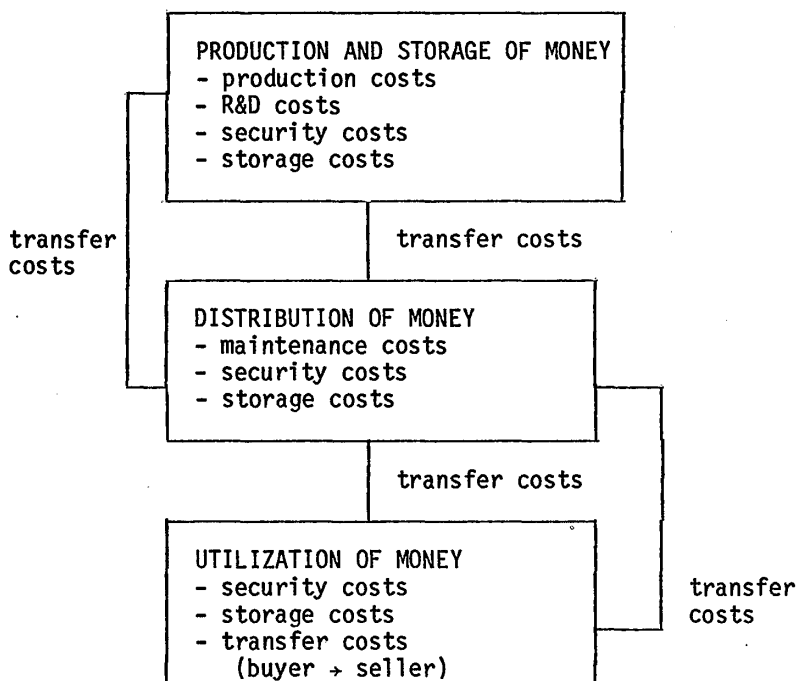 PRODUCTION AND STORAGE OF MONEY
- production costs
- R&D costs
- security costs
- storage costs
transfer
costs
transfer costs
DISTRIBUTION OF MONEY
- maintenance costs
- security costs
- storage costs
transfer costs
UTILIZATION OF MONEY
- security costs
- storage costs
- transfer costs
(buyer → seller)
transfer
costs